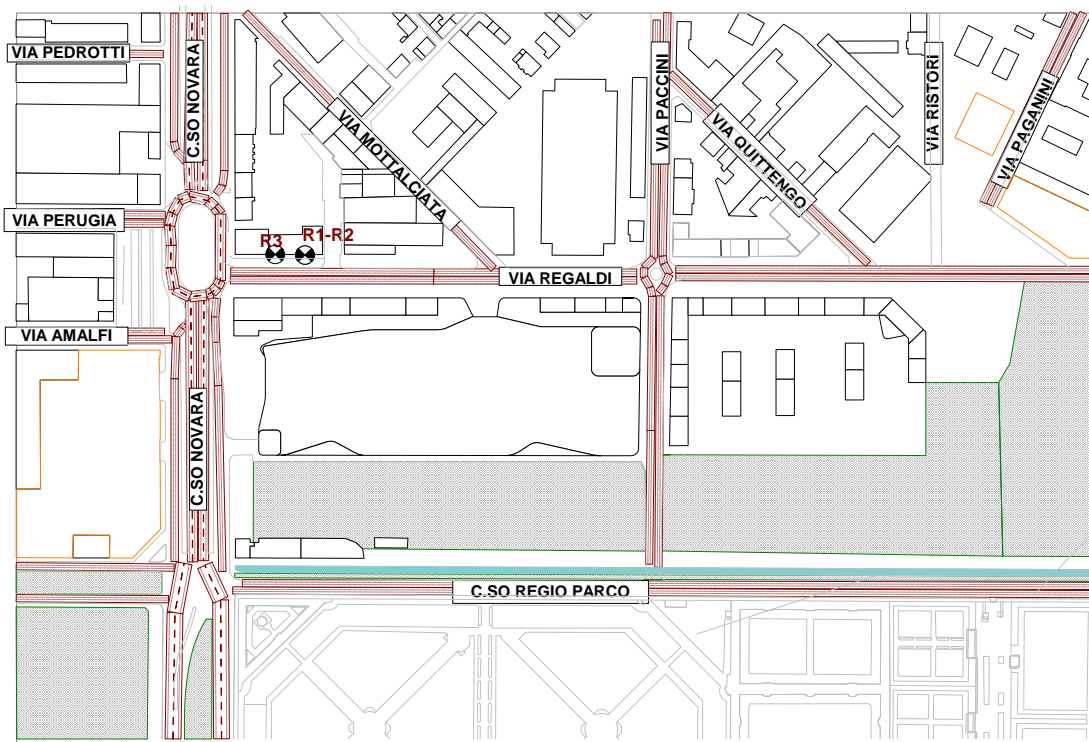 VIA PEDROTTI
C.SO NOVARA
VIA PACCINI
VIA RISTORI
VIA PAGANINI
VIA MOTTALCIATA
VIA QUITTENGO
VIA PERUGIA
R3
R1-R2
VIA REGALDI
VIA AMALFI
C.SO NOVARA
C.SO REGIO PARCO